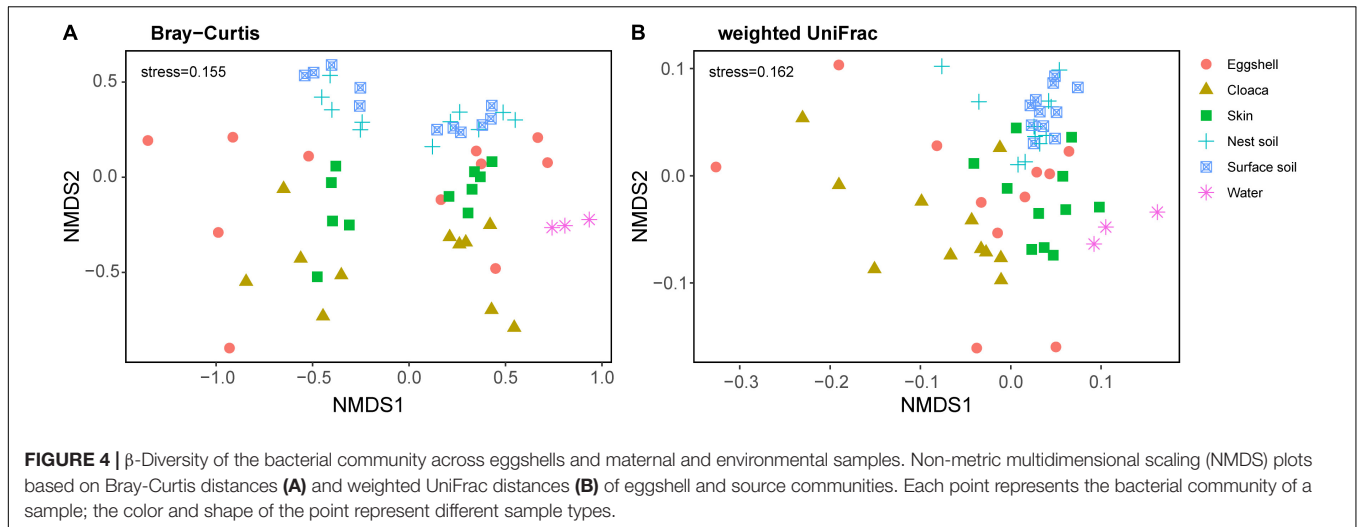 A Bray−Curtis
stress=0.155
0.5
0.0
−0.5
NMDS2
−1.0 −0.5 0.0 0.5 1.0
NMDS1
B weighted UniFrac
stress=0.162
0.1
0.0
−0.1
NMDS2
−0.3 −0.2 −0.1 0.0 0.1
NMDS1
Eggshell
Cloaca
Skin
Nest soil
Surface soil
Water
FIGURE 4 | β-Diversity of the bacterial community across eggshells and maternal and environmental samples. Non-metric multidimensional scaling (NMDS) plots
based on Bray-Curtis distances (A) and weighted UniFrac distances (B) of eggshell and source communities. Each point represents the bacterial community of a
sample; the color and shape of the point represent different sample types.